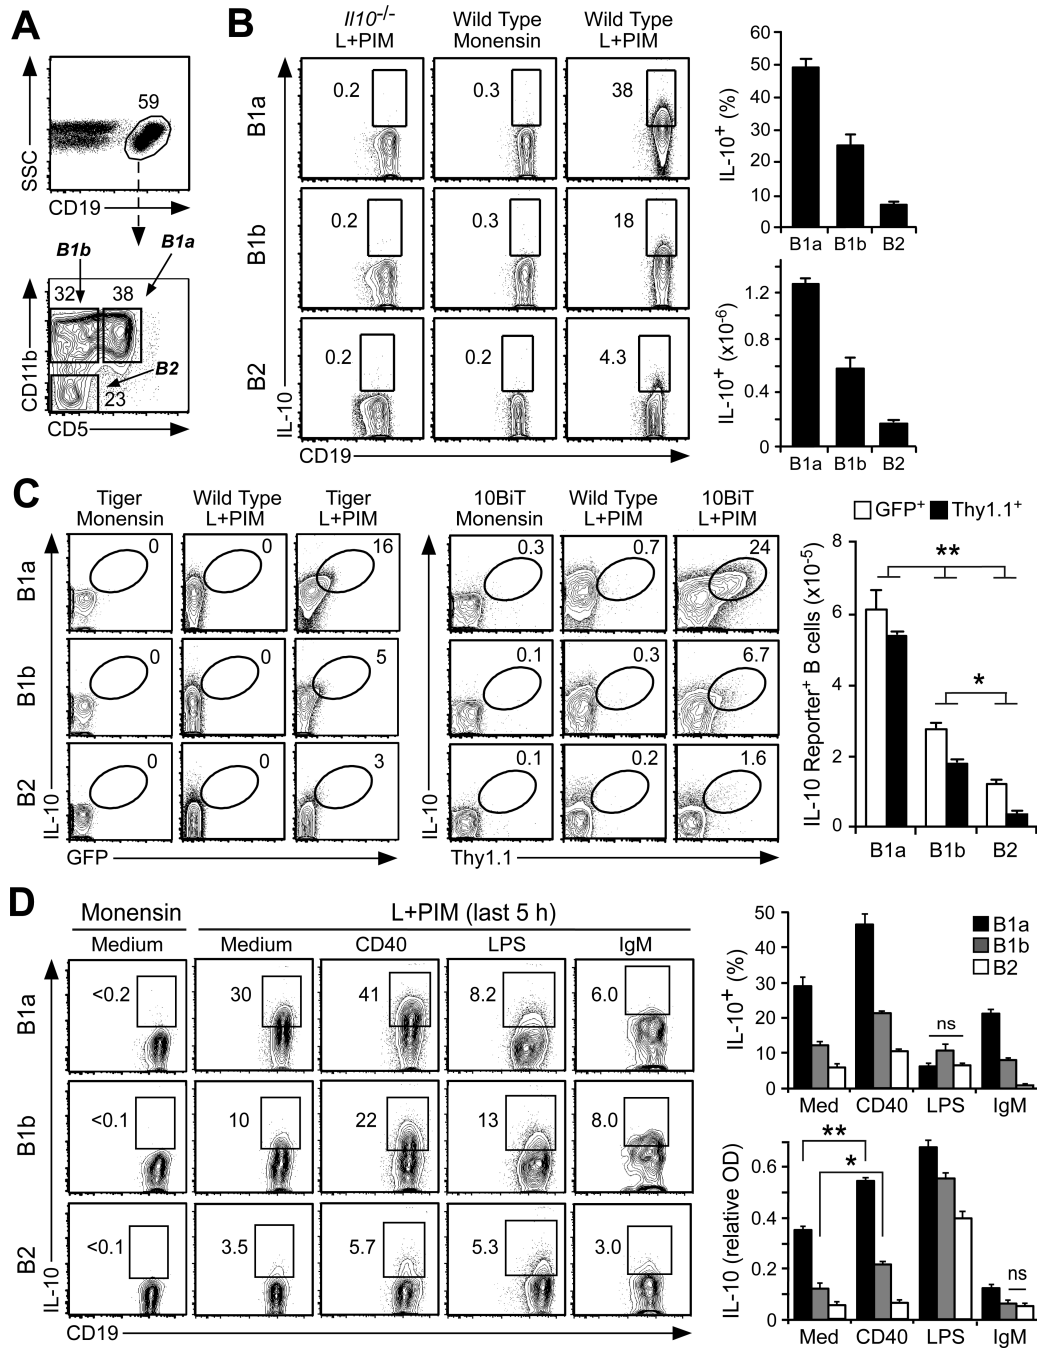 A
SSC
59
CD19
B1b
B1a
32
38
CD11b
B2
23
CD5
B
Il10-/-
L+PIM
Wild Type
Monensin
Wild Type
L+PIM
B1a
0.2
0.3
38
B1b
0.2
0.3
18
B2
0.2
0.2
4.3
IL-10
CD19
IL-10+ (%)
60
50
40
30
20
10
0
B1a
B1b
B2
IL-10+ (x10-6)
1.2
0.8
0.4
0
B1a
B1b
B2
C
Tiger
Monensin
Wild Type
L+PIM
Tiger
L+PIM
B1a
0
0
16
B1b
0
0
5
B2
0
0
3
IL-10
GFP
10BiT
Monensin
Wild Type
L+PIM
10BiT
L+PIM
0.3
0.7
24
0.1
0.3
6.7
0.1
0.2
1.6
IL-10
Thy1.1
GFP+
Thy1.1+
IL-10 Reporter+ B cells (x10-5)
8
6
4
2
0
**
*
B1a
B1b
B2
D
Monensin
L+PIM (last 5 h)
Medium
Medium
CD40
LPS
IgM
B1a
<0.2
30
41
8.2
6.0
B1b
<0.1
10
22
13
8.0
B2
<0.1
3.5
5.7
5.3
3.0
IL-10
CD19
IL-10+ (%)
50
40
30
20
10
0
B1a
B1b
B2
ns
Med
CD40
LPS
IgM
IL-10 (relative OD)
0.6
0.4
0.2
0
**
*
ns
Med
CD40
LPS
IgM